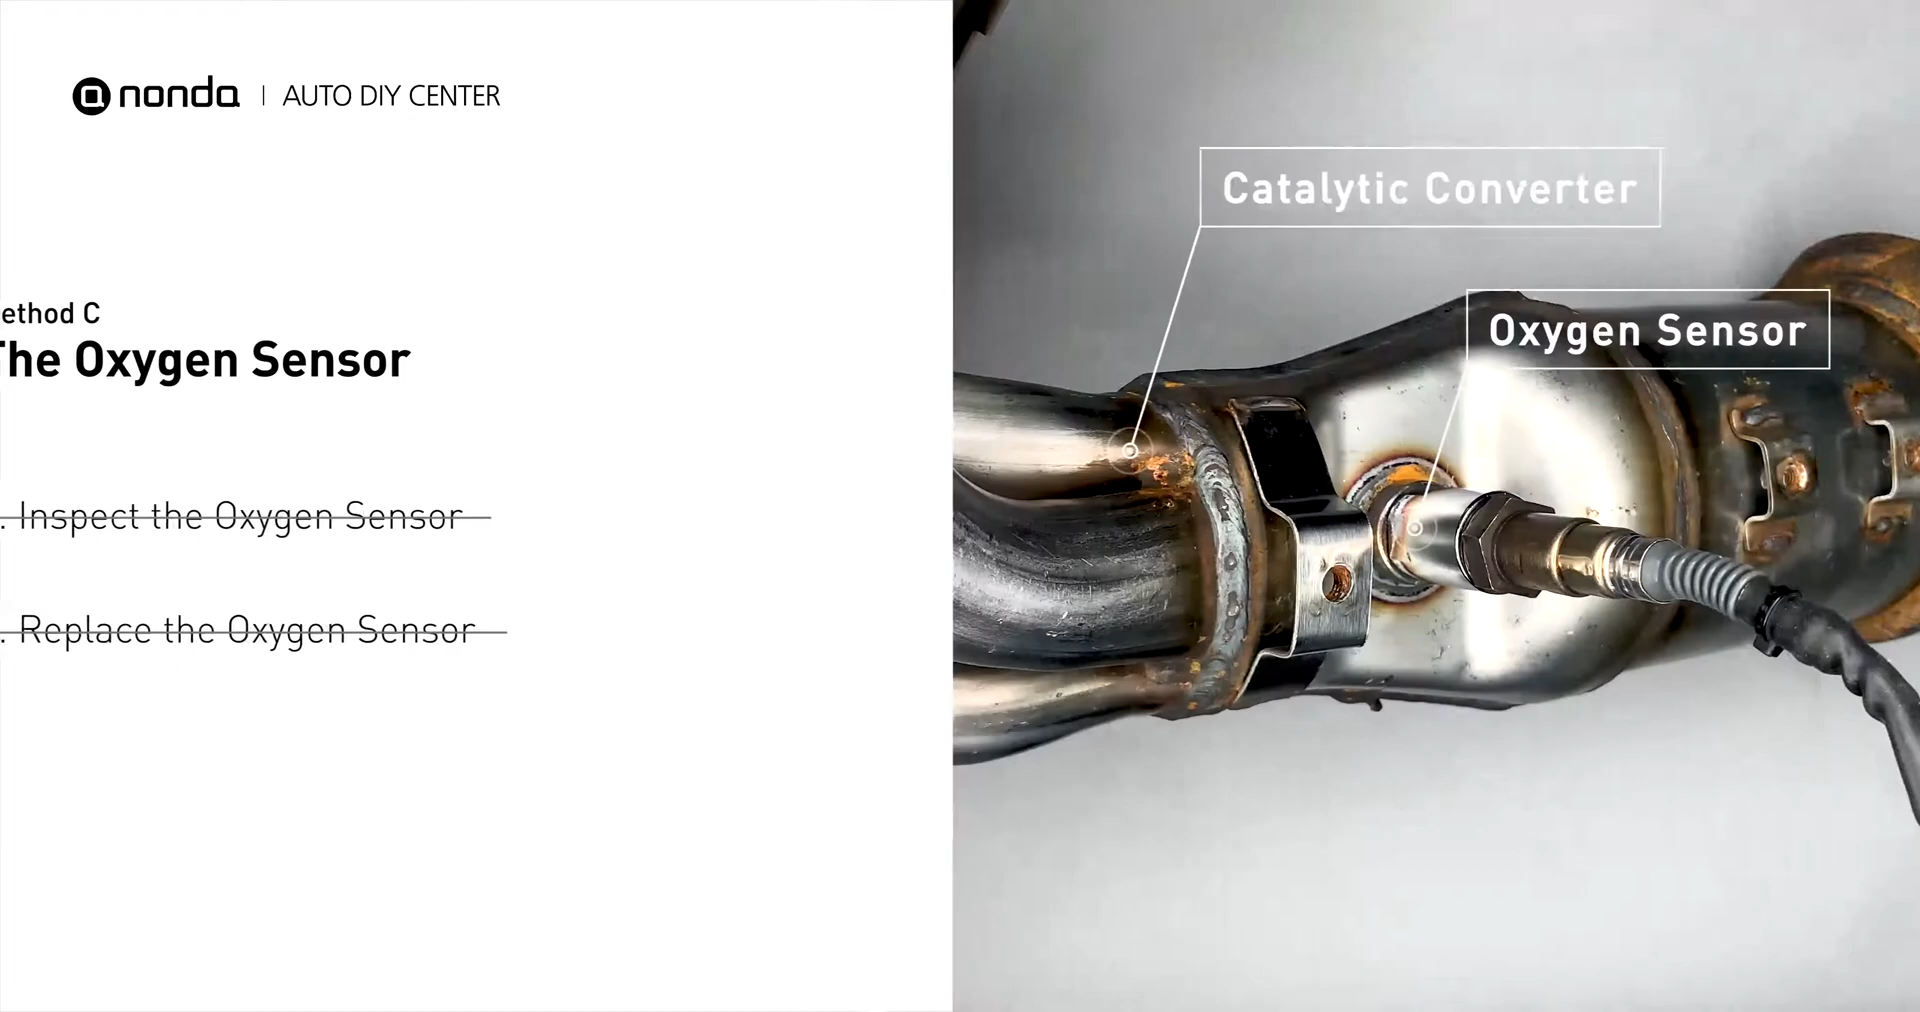 nonda | AUTO DIY CENTER
ethod C
The Oxygen Sensor
. Inspect the Oxygen Sensor
. Replace the Oxygen Sensor
Catalytic Converter
Oxygen Sensor